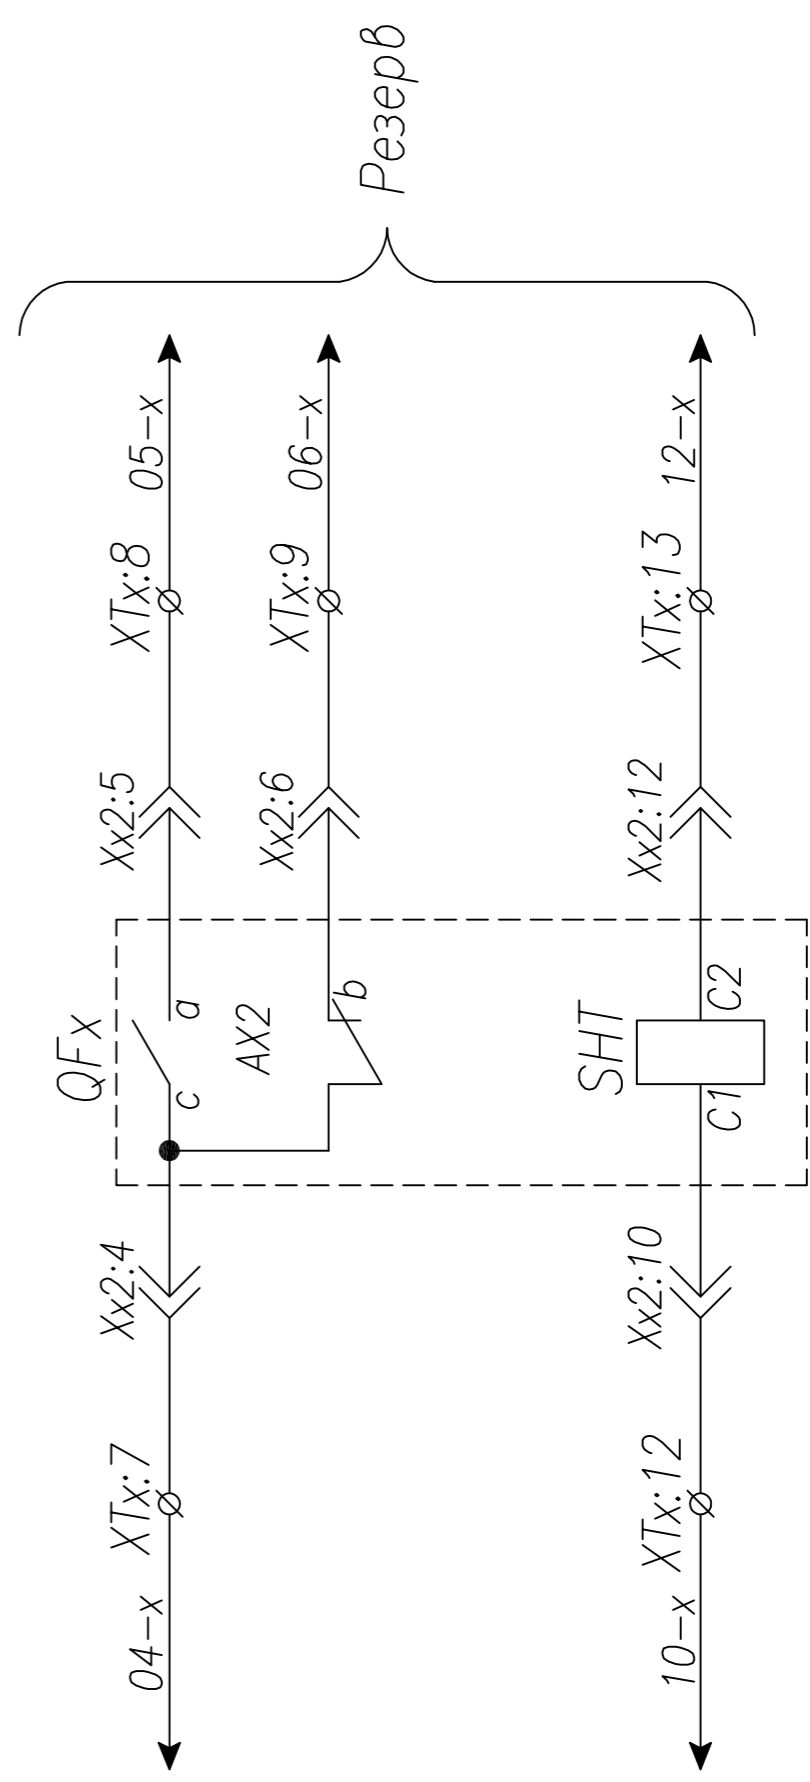 QFx
04-x
XTx:7
Xx2:4
c
a
Xx2:5
XTx:8
05-x
AX2
b
Xx2:6
XTx:9
06-x
Резерв
SHT
10-x
XTx:12
Xx2:10
C1
C2
Xx2:12
XTx:13
12-x